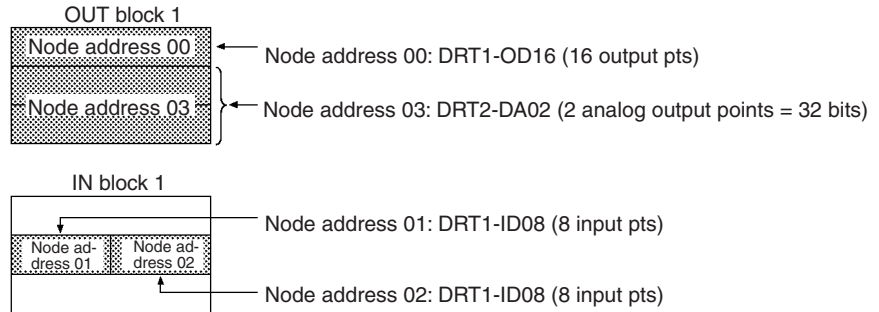 OUT block 1
Node address 00
Node address 00: DRT1-OD16 (16 output pts)
Node address 03
Node address 03: DRT2-DA02 (2 analog output points = 32 bits)
IN block 1
Node address 01: DRT1-ID08 (8 input pts)
Node ad-
dress 01
Node ad-
dress 02
Node address 02: DRT1-ID08 (8 input pts)